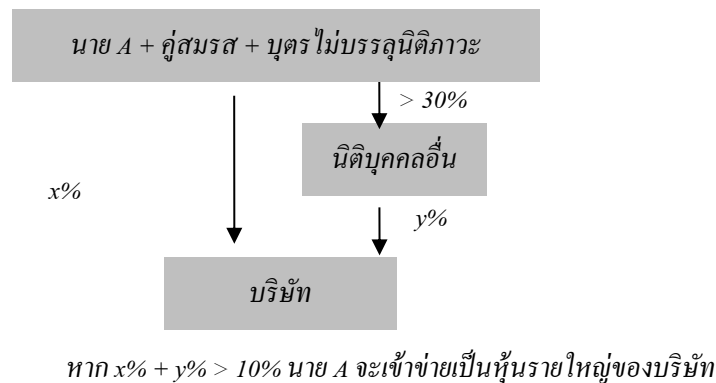 นาย A + คู่สมรส + บุตรไม่บรรลุนิติภาวะ
> 30%
นิติบุคคลอื่น
x%
y%
บริษัท
หาก x% + y% > 10% นาย A จะเข้าข่ายเป็นหุ้นรายใหญ่ของบริษัท